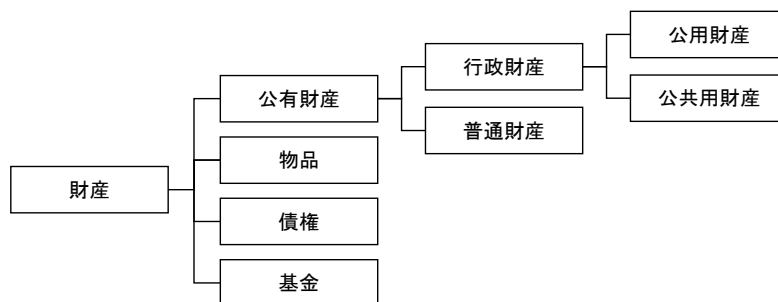 公用財産
行政財産
公有財産
公共用財産
普通財産
物品
財産
債権
基金